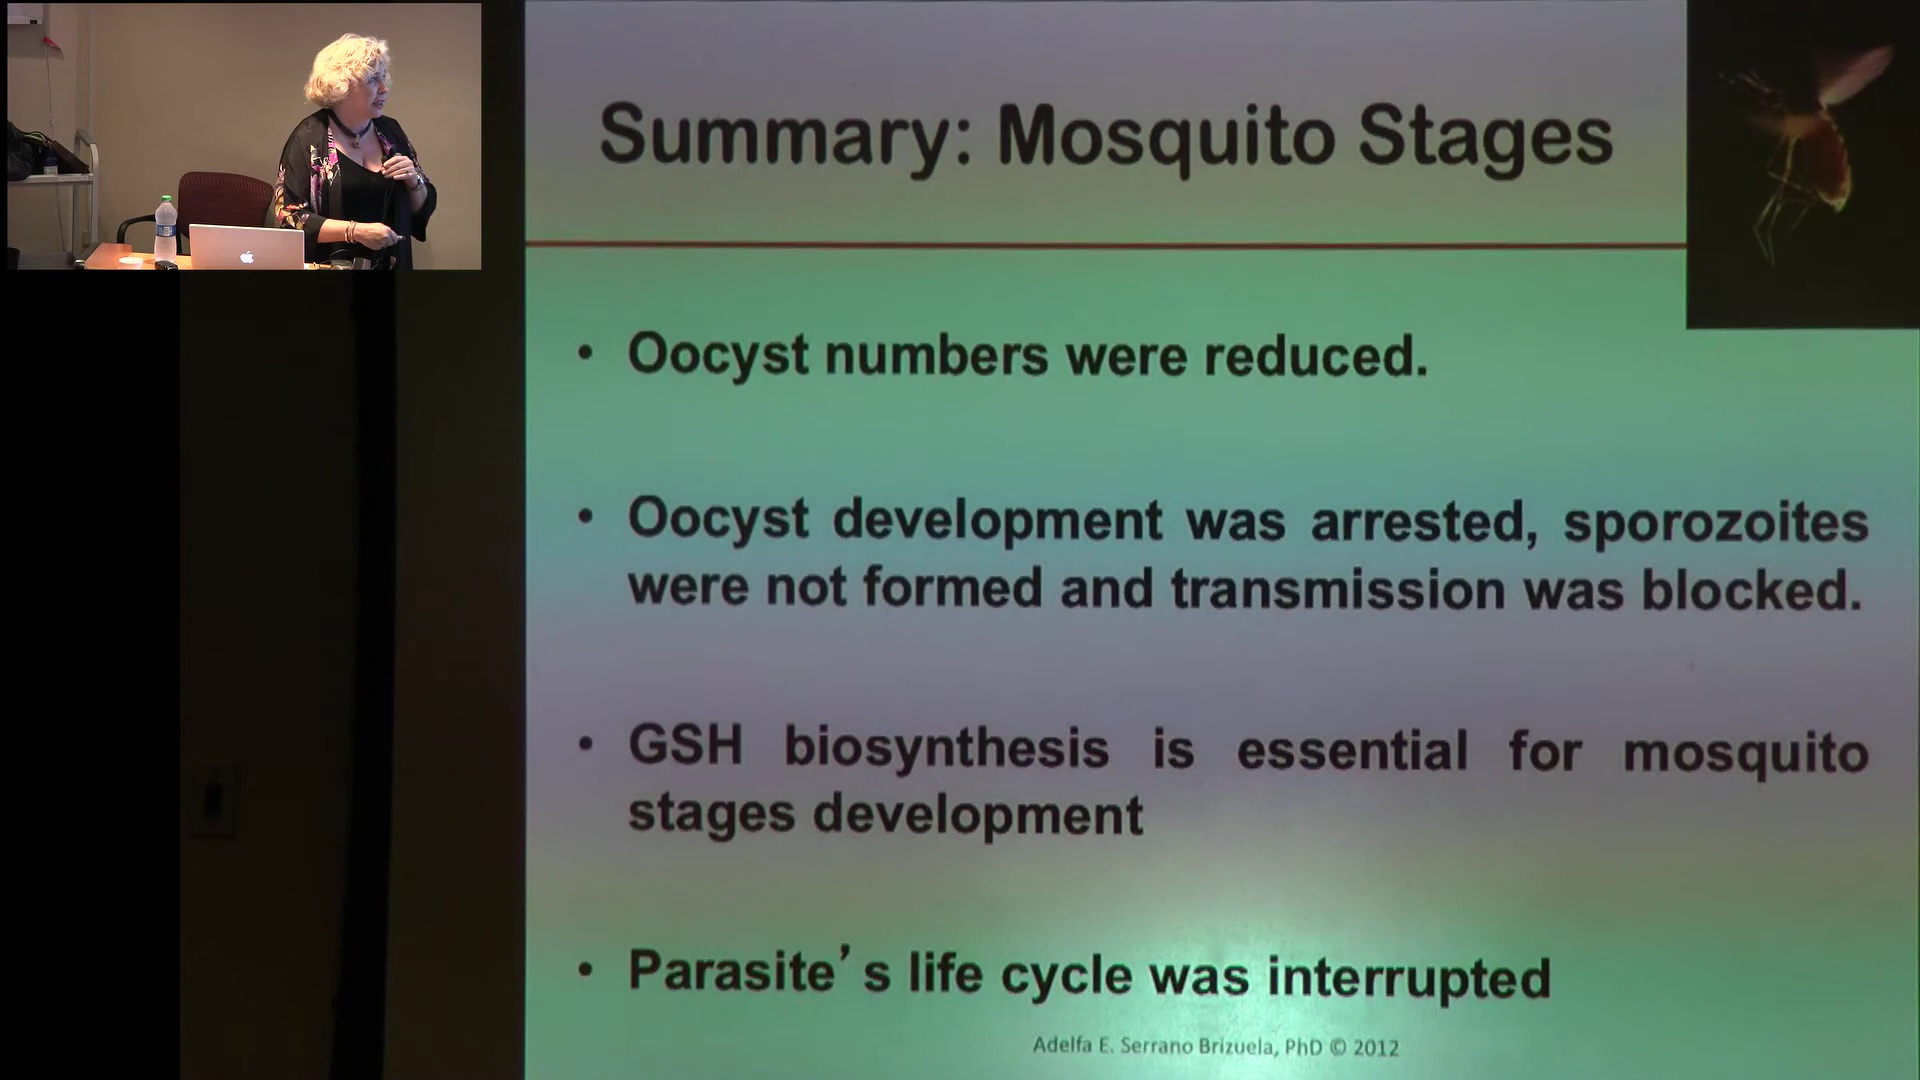 Summary: Mosquito Stages
• Oocyst numbers were reduced.
• Oocyst development was arrested, sporozoites
were not formed and transmission was blocked.
• GSH biosynthesis is essential for mosquito
stages development
• Parasite’s life cycle was interrupted
Adelfa E. Serrano Brizuela, PhD © 2012